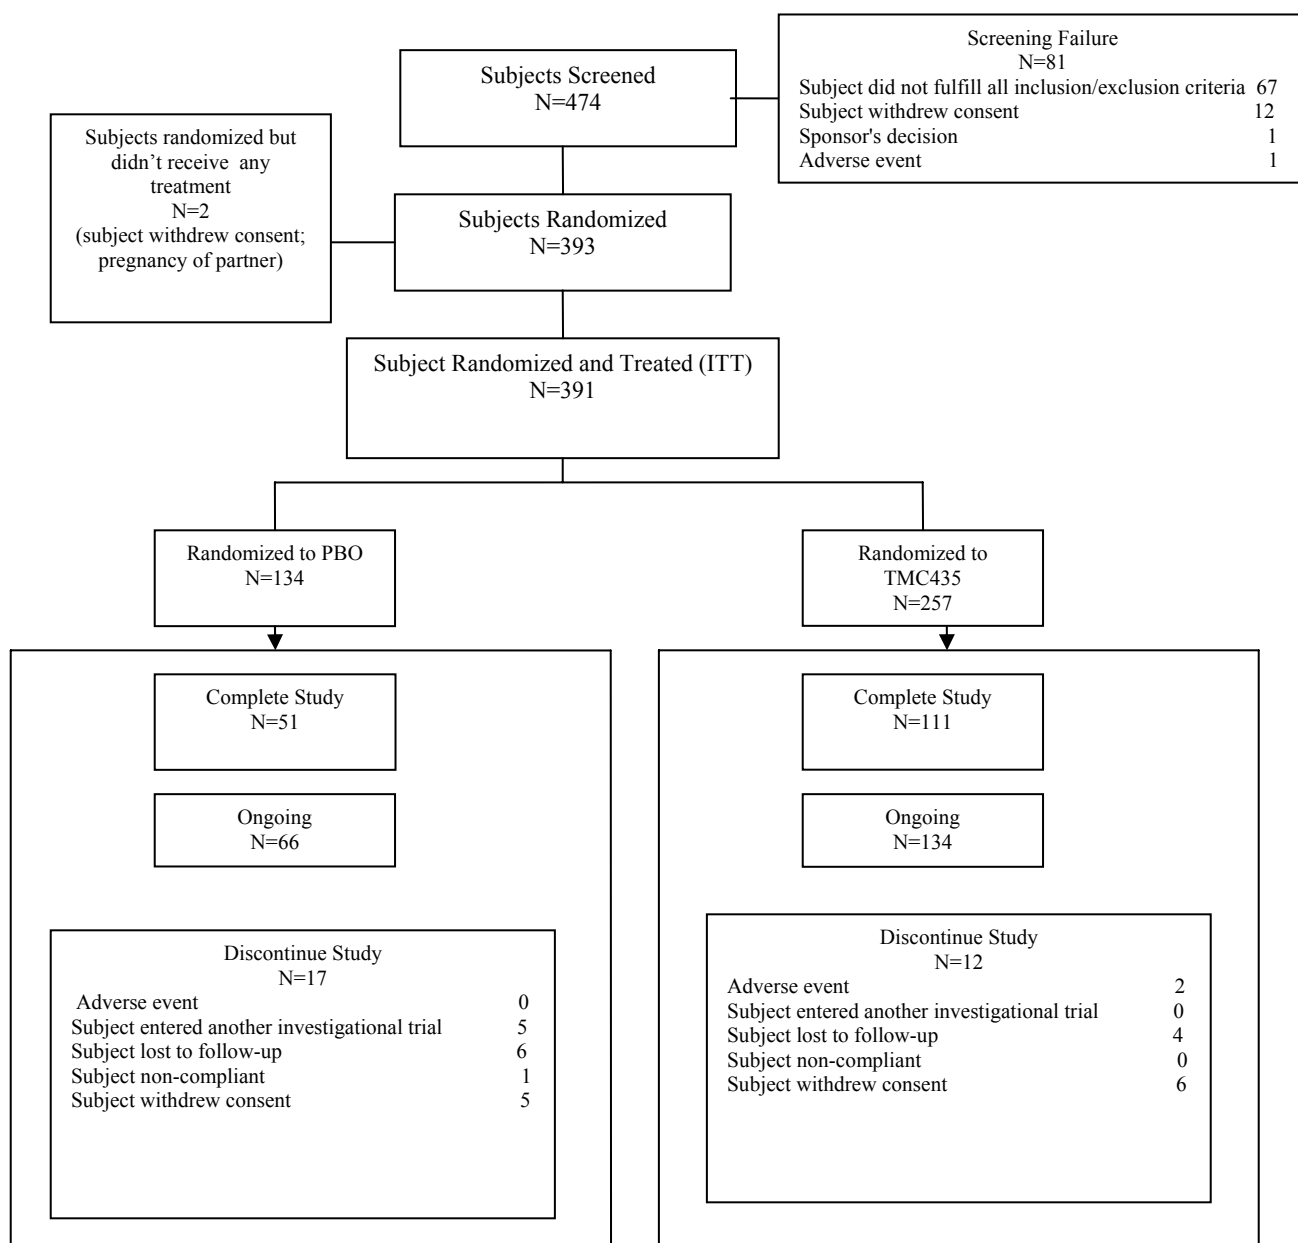 Subjects Screened
N=474
Screening Failure
N=81
Subject did not fulfill all inclusion/exclusion criteria 67
Subject withdrew consent 12
Sponsor's decision 1
Adverse event 1
Subjects randomized but
didn’t receive any
treatment
N=2
(subject withdrew consent;
pregnancy of partner)
Subjects Randomized
N=393
Subject Randomized and Treated (ITT)
N=391
Randomized to PBO
N=134
Randomized to
TMC435
N=257
Complete Study
N=51
Ongoing
N=66
Discontinue Study
N=17
Adverse event 0
Subject entered another investigational trial 5
Subject lost to follow-up 6
Subject non-compliant 1
Subject withdrew consent 5
Complete Study
N=111
Ongoing
N=134
Discontinue Study
N=12
Adverse event 2
Subject entered another investigational trial 0
Subject lost to follow-up 4
Subject non-compliant 0
Subject withdrew consent 6